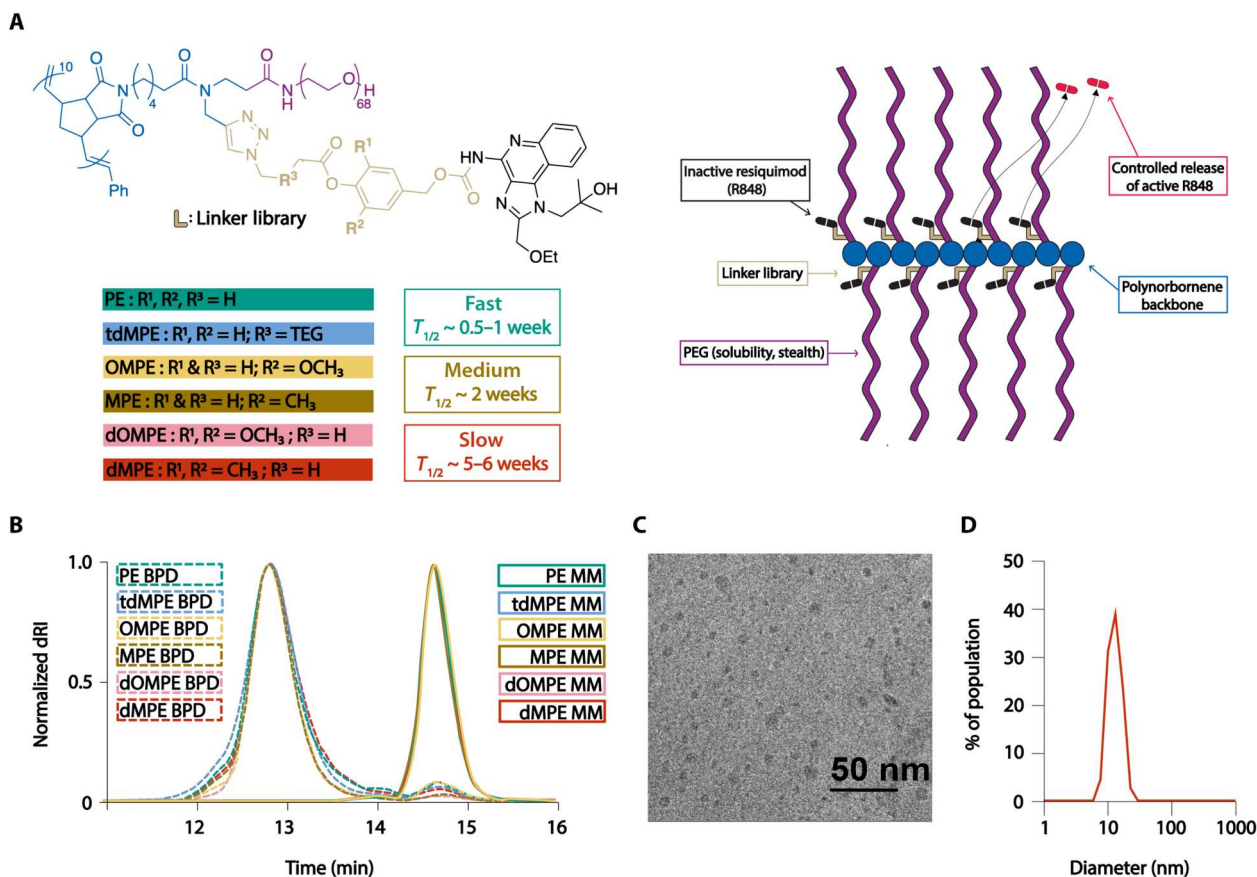 A
10
O
O
N
4
O
N
O
N
H
O
H
68
Ph
N
N
N
R³
O
O
R¹
R²
O
O
HN
N
N
N
OH
OEt
L: Linker library
PE : R¹, R², R³ = H
tdMPE : R¹, R² = H; R³ = TEG
OMPE : R¹ & R³ = H; R² = OCH₃
MPE : R¹ & R³ = H; R² = CH₃
dOMPE : R¹, R² = OCH₃ ; R³ = H
dMPE : R¹, R² = CH₃ ; R³ = H
Fast
T1/2 ~ 0.5–1 week
Medium
T1/2 ~ 2 weeks
Slow
T1/2 ~ 5–6 weeks
Inactive resiquimod
(R848)
Linker library
PEG (solubility, stealth)
Controlled release
of active R848
Polynorbornene
backbone
B
Normalized dRI
1.0
0.5
0
PE BPD
tdMPE BPD
OMPE BPD
MPE BPD
dOMPE BPD
dMPE BPD
PE MM
tdMPE MM
OMPE MM
MPE MM
dOMPE MM
dMPE MM
12 13 14 15 16
Time (min)
C
50 nm
D
% of population
50
40
30
20
10
0
1 10 100 1000
Diameter (nm)